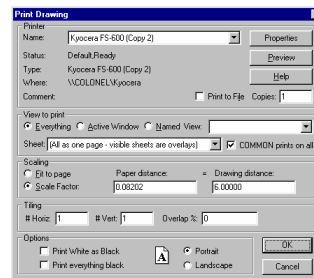 Print Drawing
Printer
Name: Kyocera FS-600 (Copy 2) Properties
Status: Default,Ready Preview
Type: Kyocera FS-600 (Copy 2)
Where: \\COLONEL\Kyocera Help
Comment: Print to File Copies: 1
View to print
Everything Active Window Named View:
Sheet: (All as one page - visible sheets are overlays) COMMON prints on all
Scaling
Fit to page Paper distance: = Drawing distance:
Scale Factor: 0.08202 6.00000
Tiling
# Horiz: 1 # Vert: 1 Overlap %: 0
Options
Print White as Black A Portrait OK
Print everything black Landscape Cancel